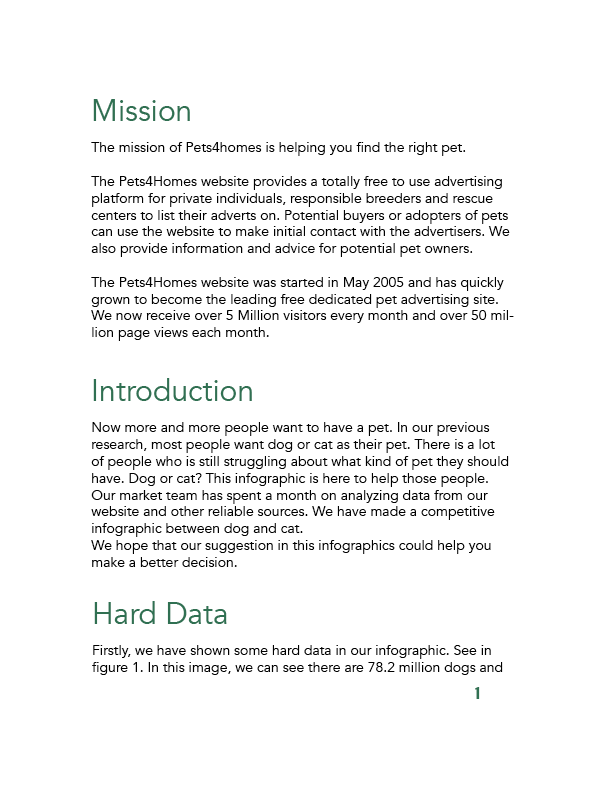 Mission
The mission of Pets4homes is helping you find the right pet.
The Pets4Homes website provides a totally free to use advertising
platform for private individuals, responsible breeders and rescue
centers to list their adverts on. Potential buyers or adopters of pets
can use the website to make initial contact with the advertisers. We
also provide information and advice for potential pet owners.
The Pets4Homes website was started in May 2005 and has quickly
grown to become the leading free dedicated pet advertising site.
We now receive over 5 Million visitors every month and over 50 mil-
lion page views each month.
Introduction
Now more and more people want to have a pet. In our previous
research, most people want dog or cat as their pet. There is a lot
of people who is still struggling about what kind of pet they should
have. Dog or cat? This infographic is here to help those people.
Our market team has spent a month on analyzing data from our
website and other reliable sources. We have made a competitive
infographic between dog and cat.
We hope that our suggestion in this infographics could help you
make a better decision.
Hard Data
Firstly, we have shown some hard data in our infographic. See in
figure 1. In this image, we can see there are 78.2 million dogs and
1